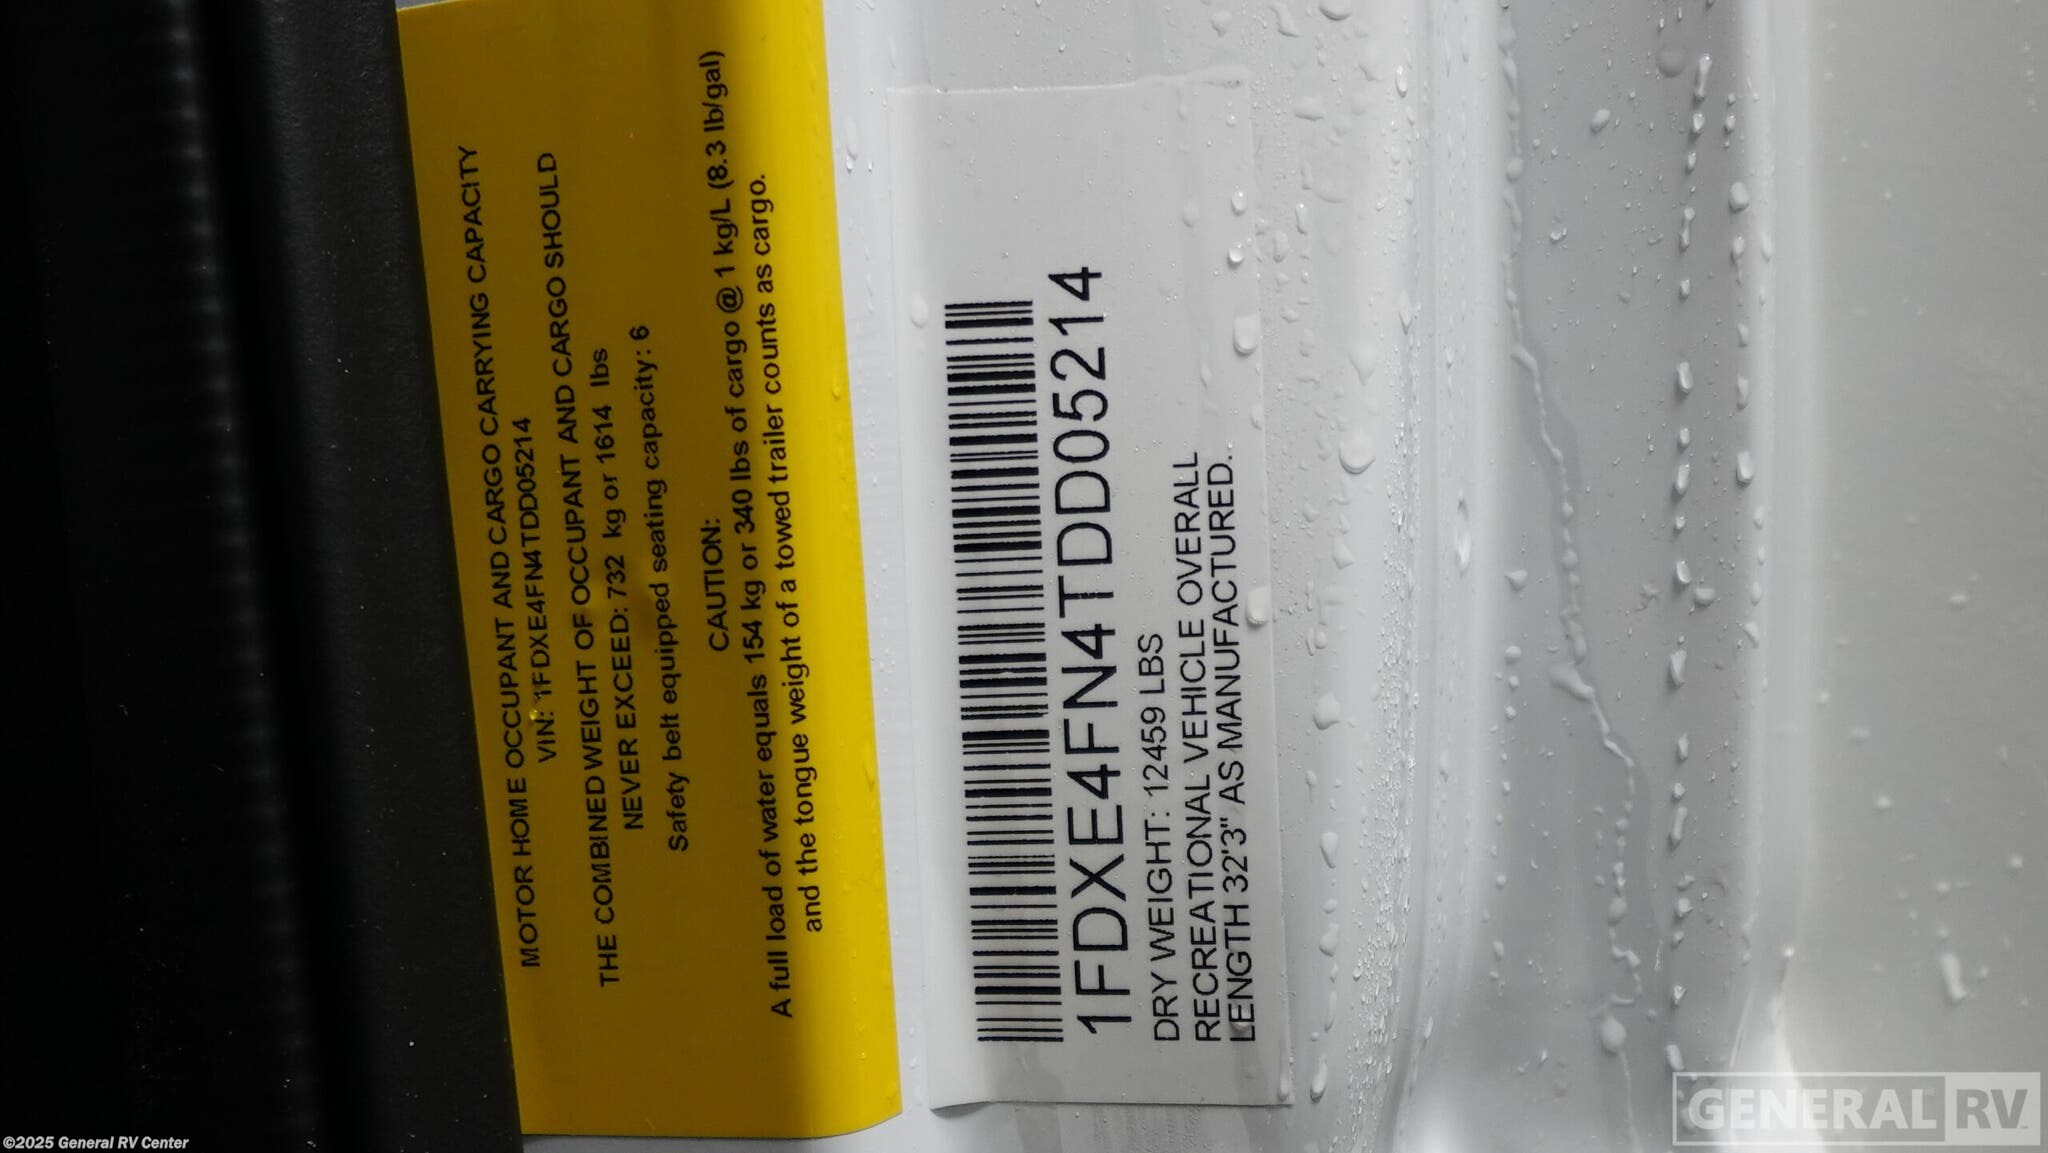 MOTOR HOME OCCUPANT AND CARGO CARRYING CAPACITY
VIN: 1FDXE4FN4TDD05214
THE COMBINED WEIGHT OF OCCUPANT AND CARGO SHOULD
NEVER EXCEED: 732 kg or 1614 lbs
Safety belt equipped seating capacity: 6
CAUTION:
A full load of water equals 154 kg or 340 lbs of cargo @ 1 kg/L (8.3 lb/gal)
and the tongue weight of a towed trailer counts as cargo.
1FDXE4FN4TDD05214
DRY WEIGHT: 12459 LBS
RECREATIONAL VEHICLE OVERALL
LENGTH 32'3" AS MANUFACTURED.
©2025 General RV Center
GENERAL RV